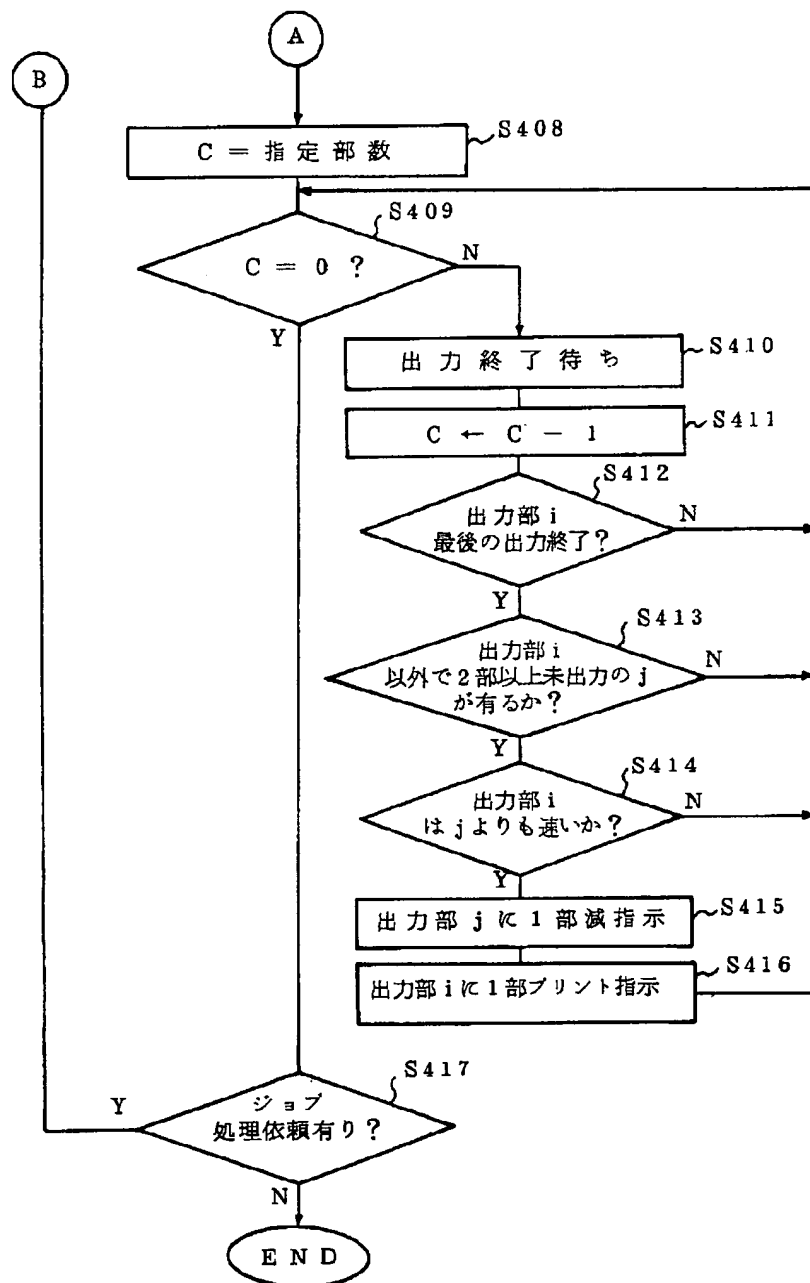 A
B
S408
C = 指定部数
S409
C = 0 ?
N
Y
S410
出力終了待ち
S411
C ← C - 1
S412
出力部 i
最後の出力終了?
N
Y
S413
出力部 i
以外で2部以上未出力の j
が有るか?
N
Y
S414
出力部 i
は j よりも速いか?
N
Y
S415
出力部 j に1部減指示
S416
出力部 i に1部プリント指示
S417
ジョブ
処理依頼有り?
Y
N
END